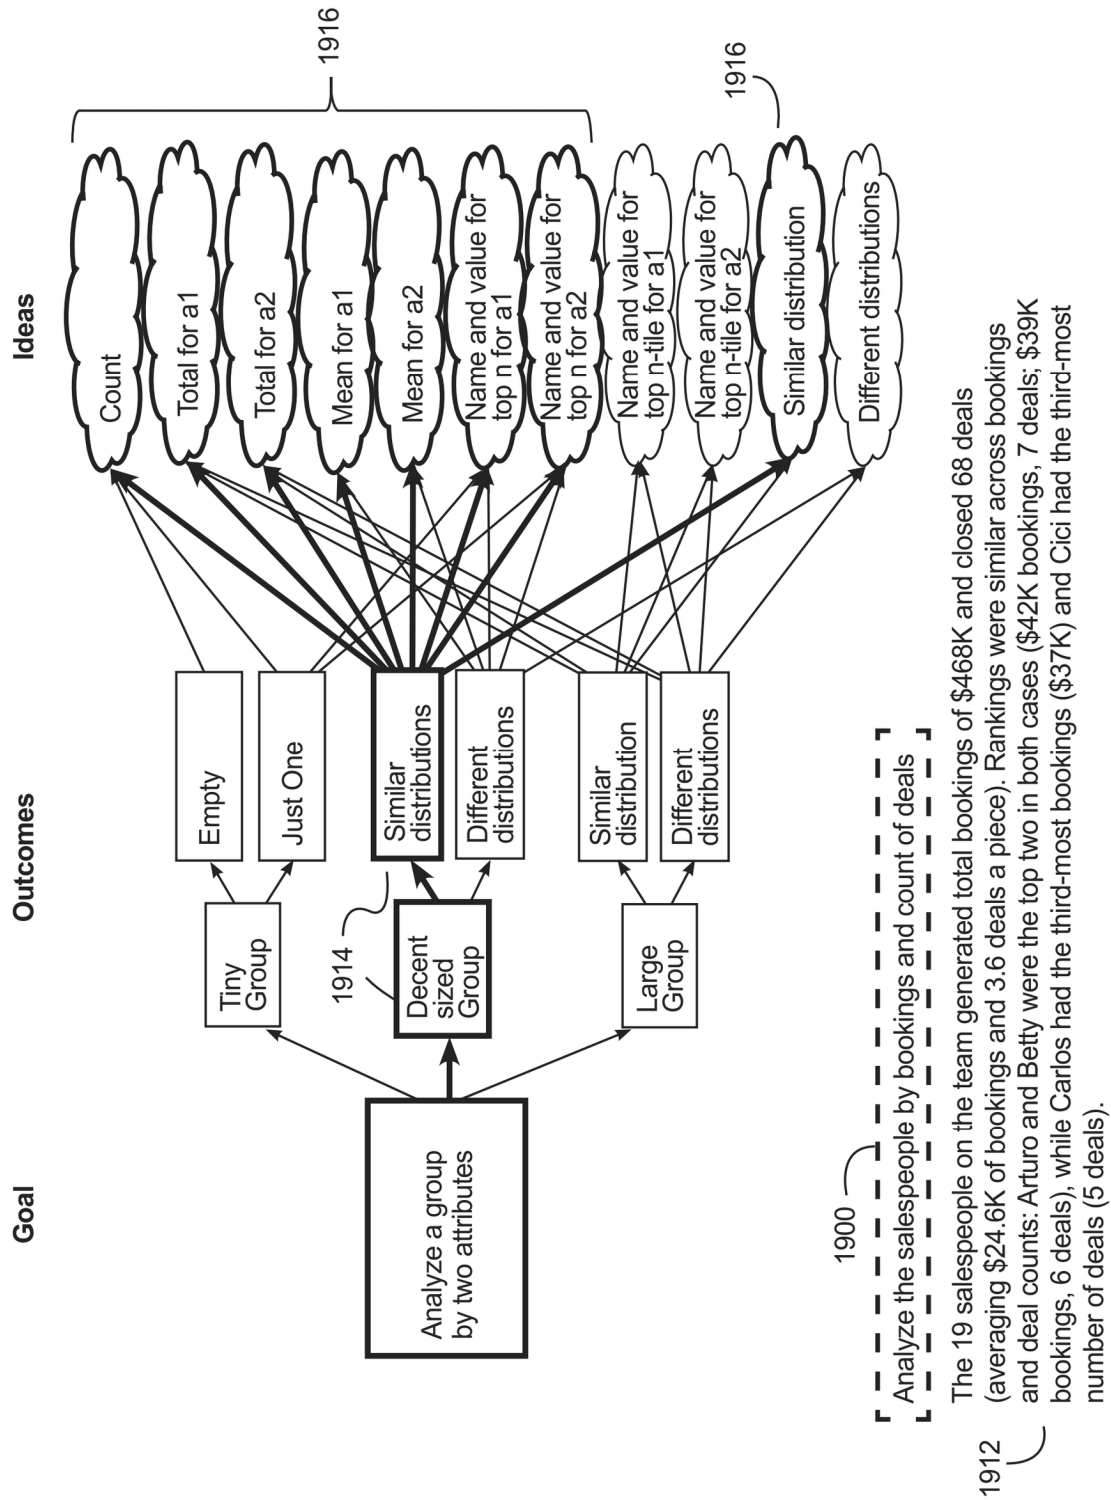 Goal
Outcomes
Ideas
Analyze a group
by two attributes
Tiny
Group
Decent
sized
Group
Large
Group
1914
Empty
Just One
Similar
distributions
Different
distributions
Similar
distribution
Different
distributions
Count
Total for a1
Total for a2
Mean for a1
Mean for a2
Name and value for
top n for a1
Name and value for
top n for a2
Name and value for
top n-tile for a1
Name and value for
top n-tile for a2
Similar distribution
Different distributions
1916
1916
1900
Analyze the salespeople by bookings and count of deals
1912
The 19 salespeople on the team generated total bookings of $468K and closed 68 deals
(averaging $24.6K of bookings and 3.6 deals a piece). Rankings were similar across bookings
and deal counts: Arturo and Betty were the top two in both cases ($42K bookings, 7 deals; $39K
bookings, 6 deals), while Carlos had the third-most bookings ($37K) and Cici had the third-most
number of deals (5 deals).